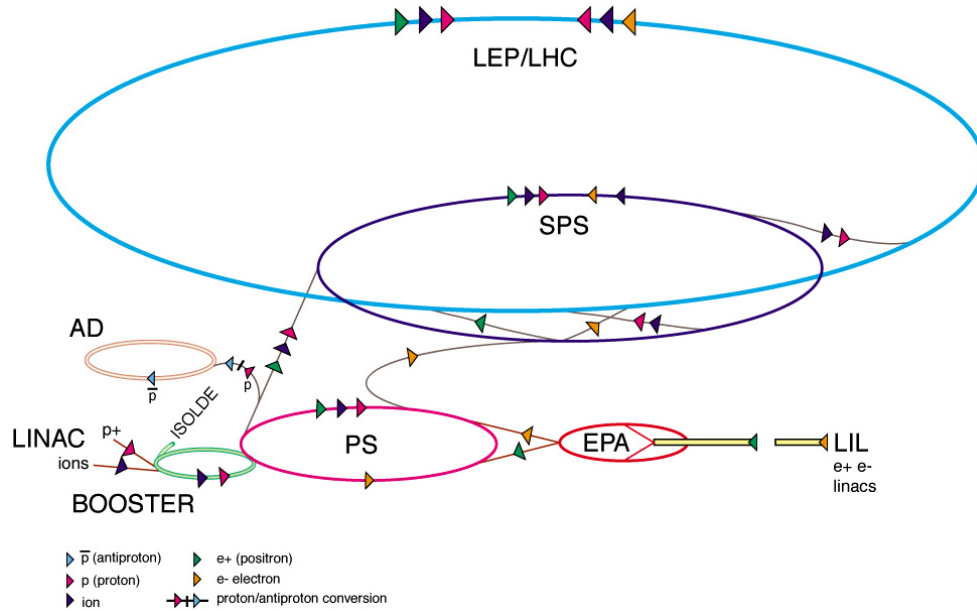 LEP/LHC
SPS
AD
p̅
p
ISOLDE
LINAC
p+
ions
BOOSTER
PS
EPA
LIL
e+ e-
linacs
p̅ (antiproton)
p (proton)
ion
e+ (positron)
e- electron
proton/antiproton conversion